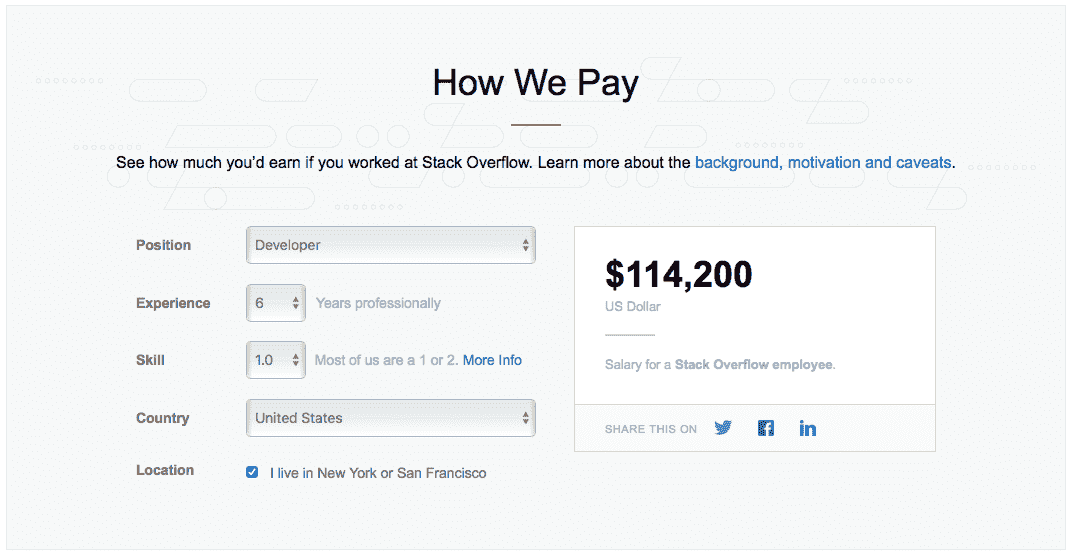 How We Pay
See how much you'd earn if you worked at Stack Overflow. Learn more about the background, motivation and caveats.
Position Developer
Experience 6 Years professionally
Skill 1.0 Most of us are a 1 or 2. More Info
Country United States
Location I live in New York or San Francisco
$114,200
US Dollar
Salary for a Stack Overflow employee.
SHARE THIS ON